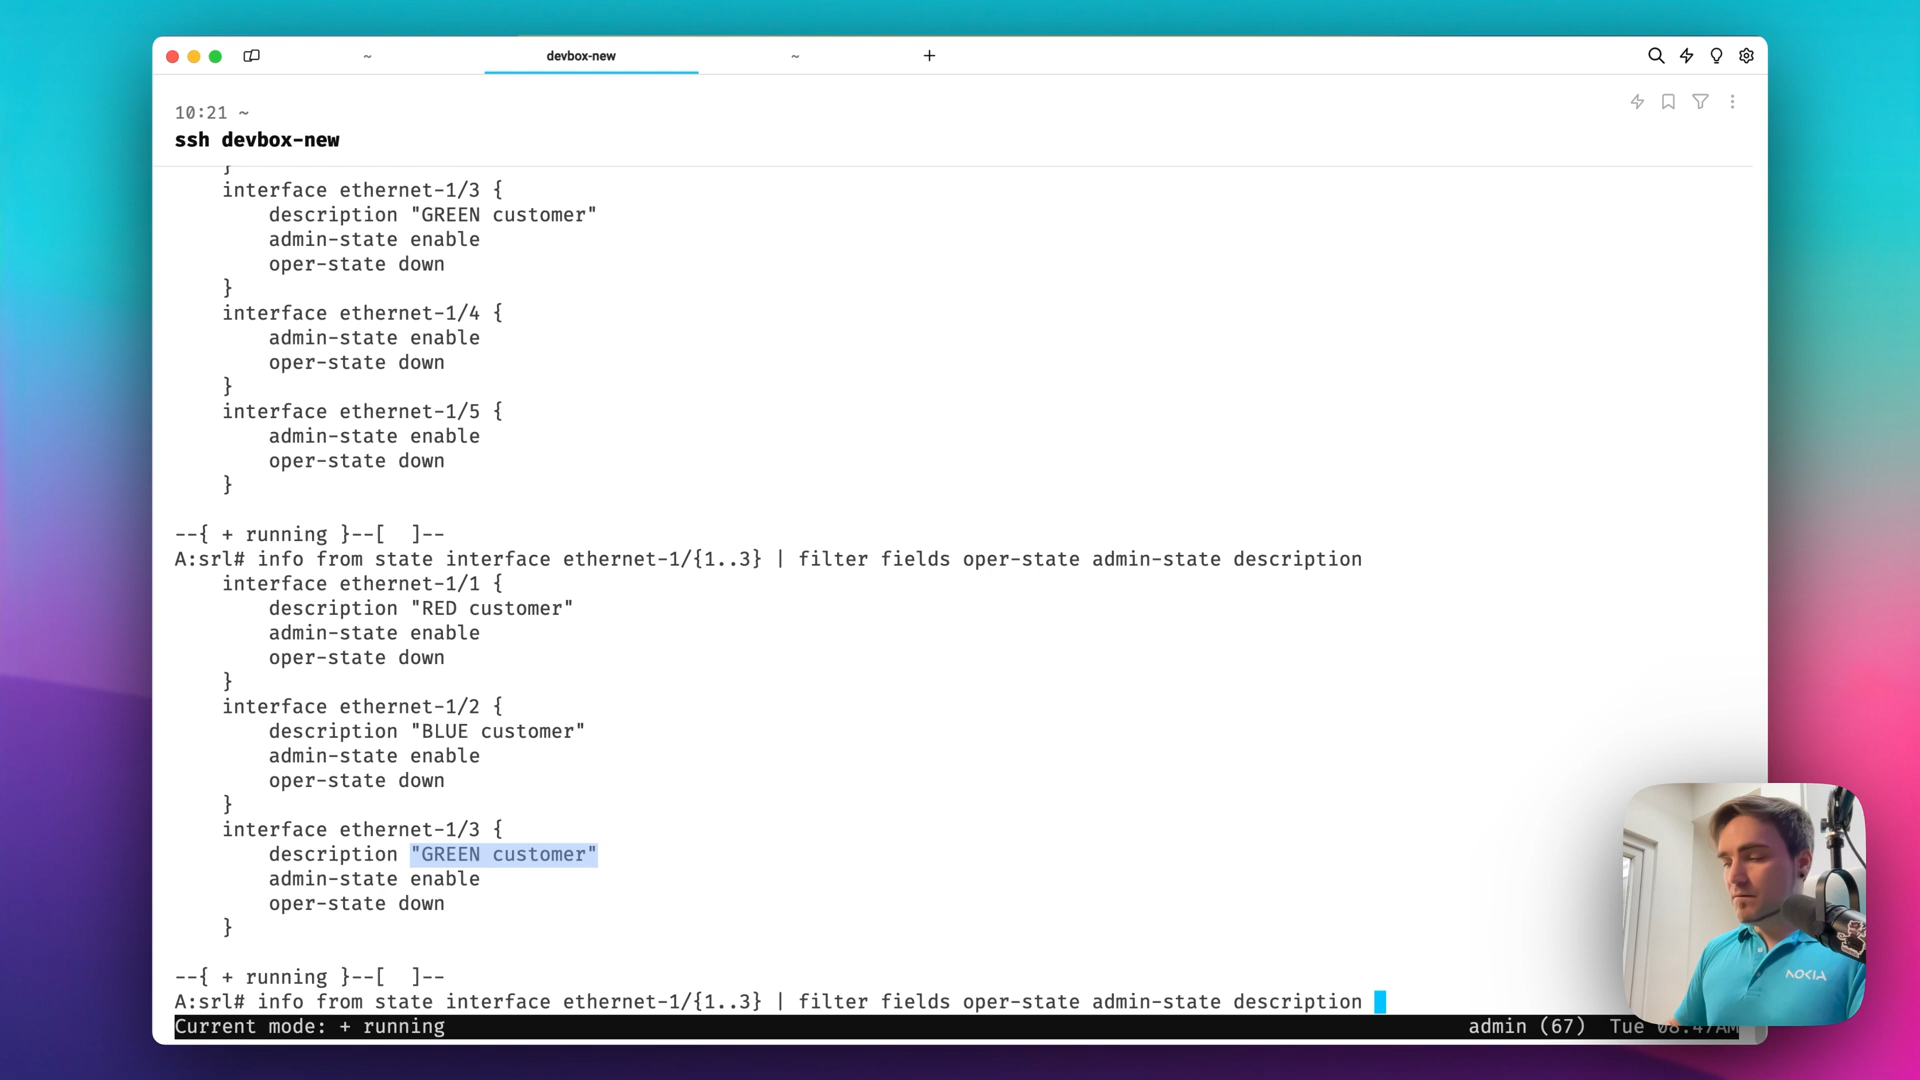 ~
devbox-new
~
+
10:21 ~
ssh devbox-new
}
interface ethernet-1/3 {
description "GREEN customer"
admin-state enable
oper-state down
}
interface ethernet-1/4 {
admin-state enable
oper-state down
}
interface ethernet-1/5 {
admin-state enable
oper-state down
}
--{ + running }--[  ]--
A:srl# info from state interface ethernet-1/{1..3} | filter fields oper-state admin-state description
interface ethernet-1/1 {
description "RED customer"
admin-state enable
oper-state down
}
interface ethernet-1/2 {
description "BLUE customer"
admin-state enable
oper-state down
}
interface ethernet-1/3 {
description "GREEN customer"
admin-state enable
oper-state down
}
--{ + running }--[  ]--
A:srl# info from state interface ethernet-1/{1..3} | filter fields oper-state admin-state description
Current mode: + running admin (67) Tue
NOKIA